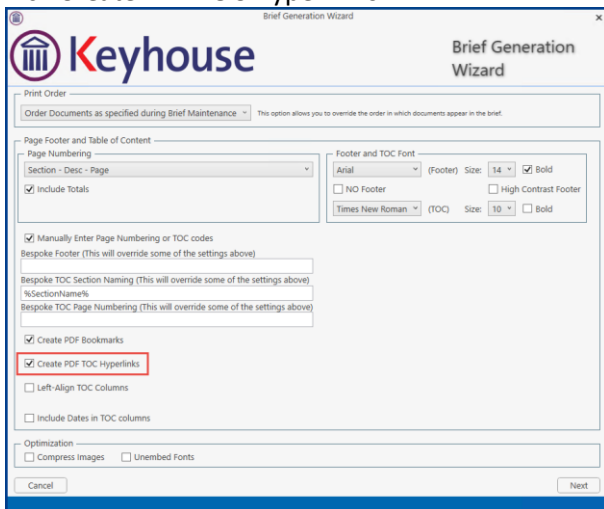 Brief Generation Wizard
x
Keyhouse
Brief Generation
Wizard
Print Order
Order Documents as specified during Brief Maintenance
This option allows you to override the order in which documents appear in the brief.
Page Footer and Table of Content
Page Numbering
Section - Desc - Page
Include Totals
Footer and TOC Font
Arial (Footer) Size: 14 Bold
NO Footer High Contrast Footer
Times New Roman (TOC) Size: 10 Bold
Manually Enter Page Numbering or TOC codes
Bespoke Footer (This will override some of the settings above)
Bespoke TOC Section Naming (This will override some of the settings above)
%SectionName%
Bespoke TOC Page Numbering (This will override some of the settings above)
Create PDF Bookmarks
Create PDF TOC Hyperlinks
Left-Align TOC Columns
Include Dates in TOC columns
Optimization
Compress Images Unembed Fonts
Cancel Next